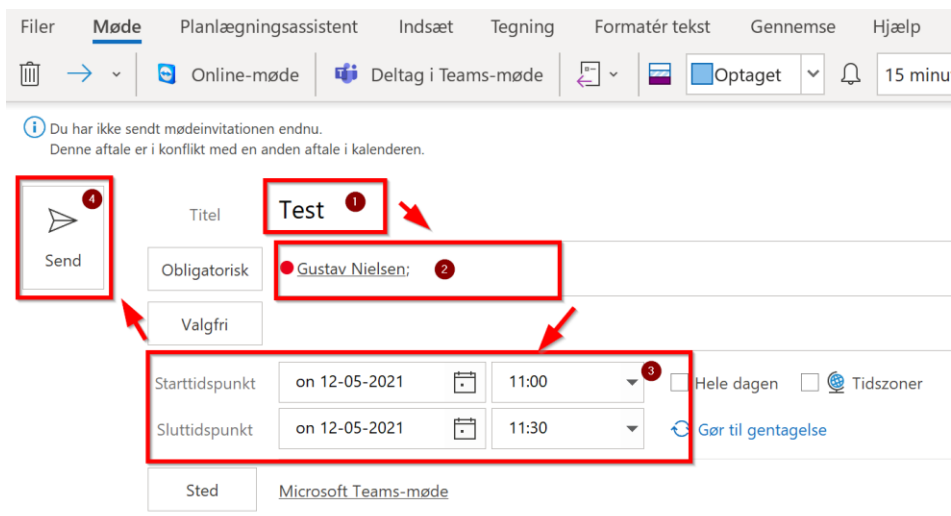 Filer Møde Planlægningsassistent Indsæt Tegning Formatér tekst Gennemse Hjælp
Online-møde Deltag i Teams-møde Optaget 15 minu
Du har ikke sendt mødeinvitationen endnu.
Denne aftale er i konflikt med en anden aftale i kalenderen.
4
Send
Titel Test 1
Obligatorisk Gustav Nielsen; 2
Valgfri
Starttidspunkt on 12-05-2021 11:00 3 Hele dagen Tidszoner
Sluttidspunkt on 12-05-2021 11:30 Gør til gentagelse
Sted Microsoft Teams-møde